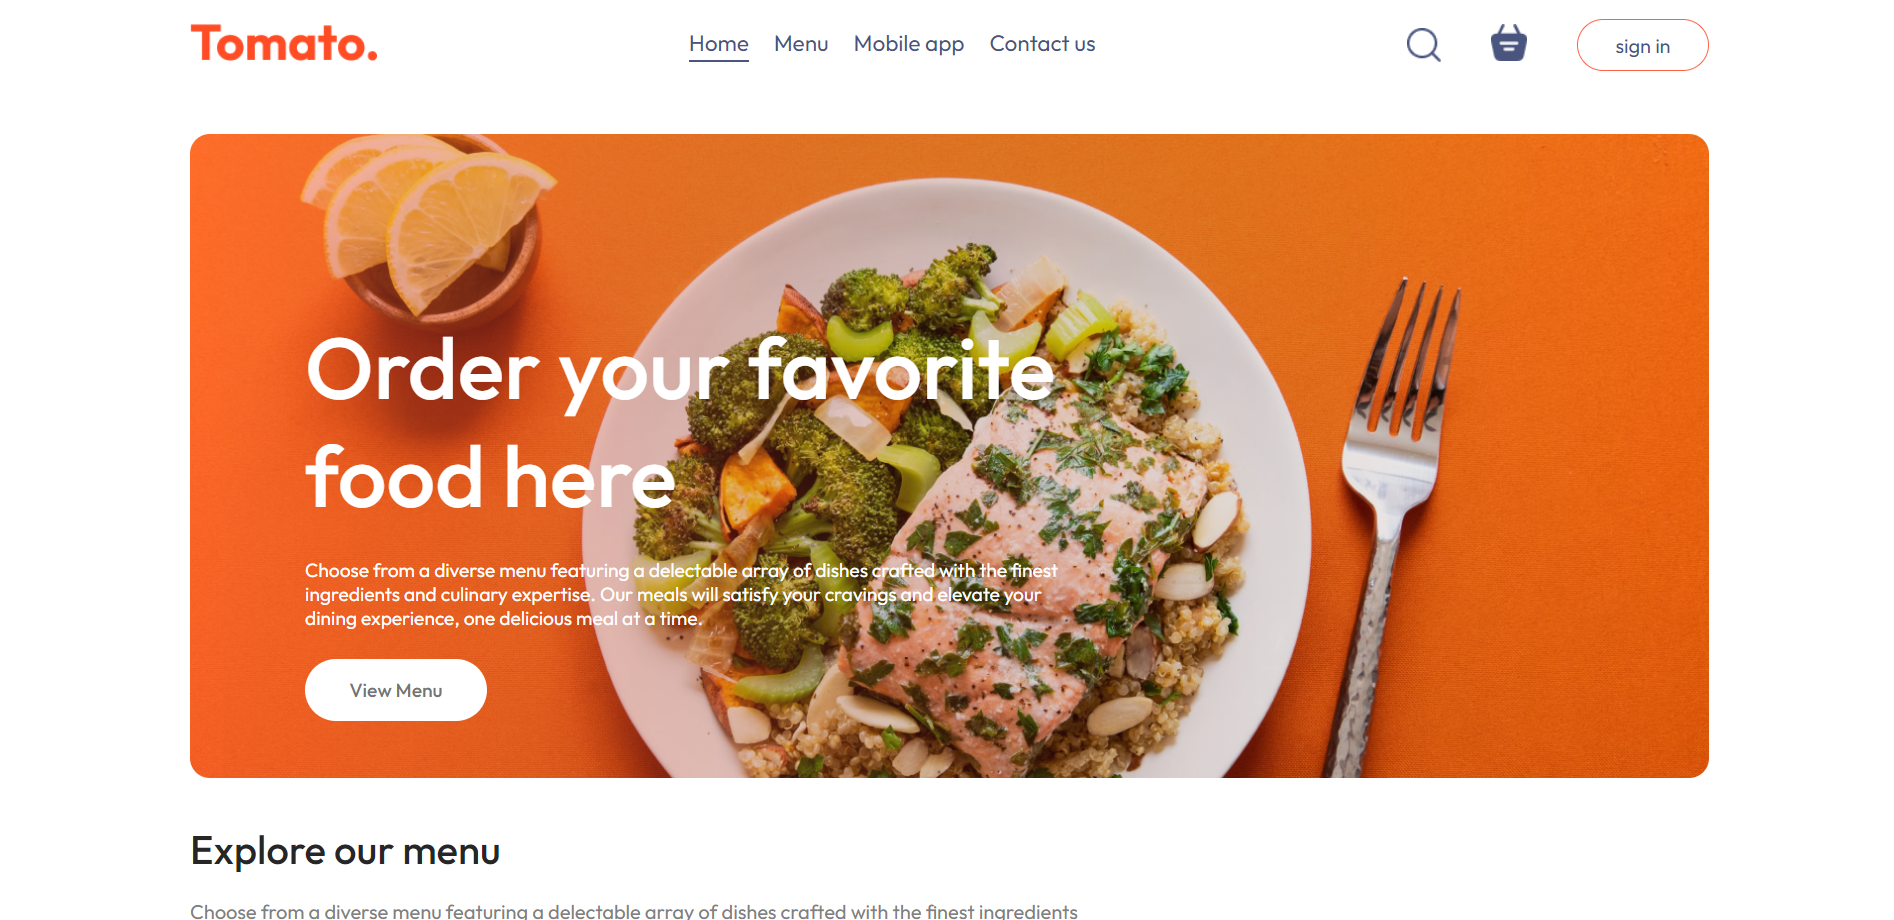 Tomato.
Home Menu Mobile app Contact us
sign in
Order your favorite
food here
Choose from a diverse menu featuring a delectable array of dishes crafted with the finest
ingredients and culinary expertise. Our meals will satisfy your cravings and elevate your
dining experience, one delicious meal at a time.
View Menu
Explore our menu
Choose from a diverse menu featuring a delectable array of dishes crafted with the finest ingredients